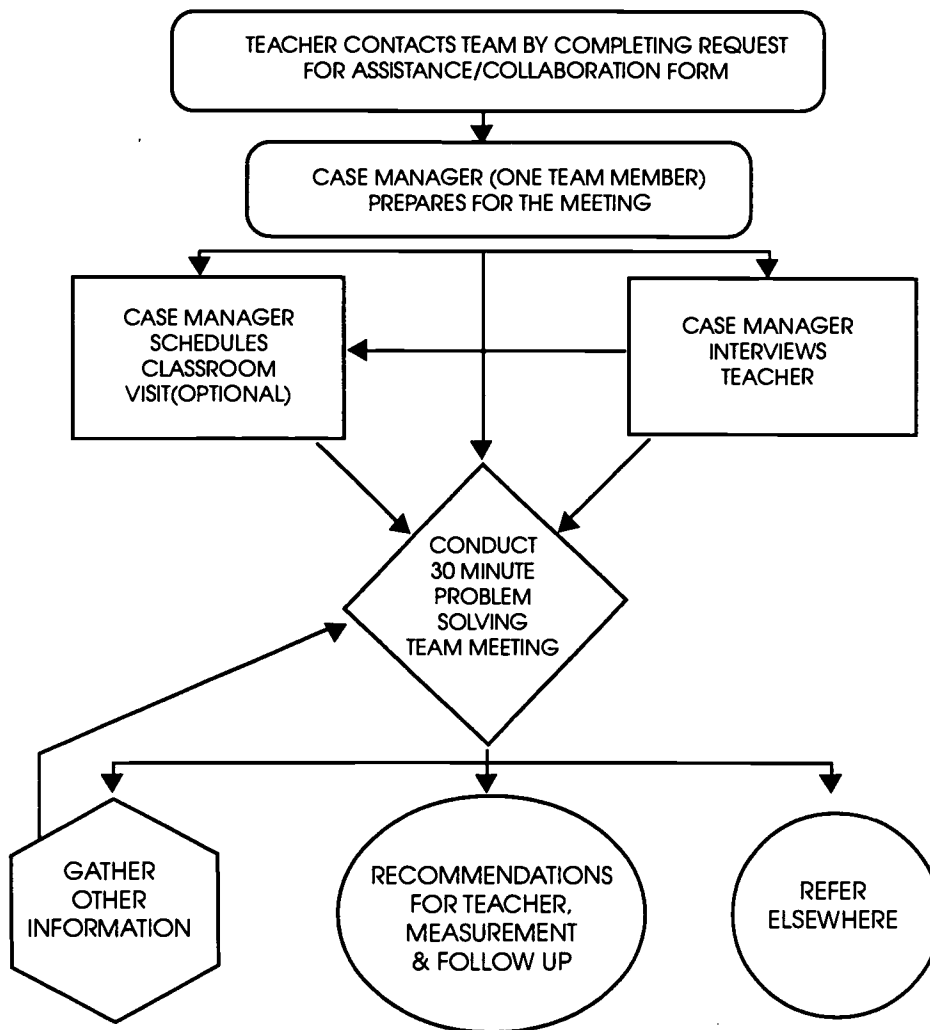 TEACHER CONTACTS TEAM BY COMPLETING REQUEST
FOR ASSISTANCE/COLLABORATION FORM
CASE MANAGER (ONE TEAM MEMBER)
PREPARES FOR THE MEETING
CASE MANAGER
SCHEDULES
CLASSROOM
VISIT(OPTIONAL)
CASE MANAGER
INTERVIEWS
TEACHER
CONDUCT
30 MINUTE
PROBLEM
SOLVING
TEAM MEETING
GATHER
OTHER
INFORMATION
RECOMMENDATIONS
FOR TEACHER,
MEASUREMENT
& FOLLOW UP
REFER
ELSEWHERE